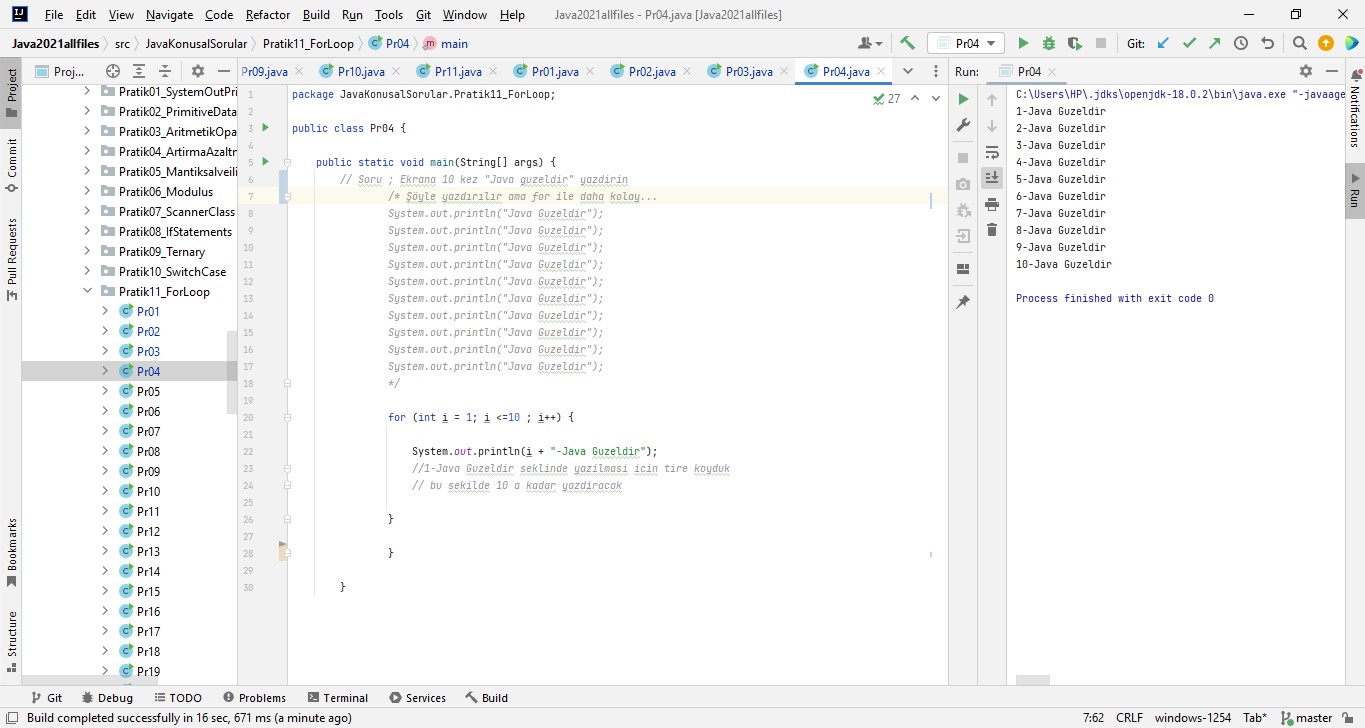 File Edit View Navigate Code Refactor Build Run Tools Git Window Help Java2021allfiles - Pr04.java [Java2021allfiles]
Java2021allfiles src JavaKonusalSorular Pratik11_ForLoop Pr04 main Pr04 Git:
Project
Commit
Pull Requests
Bookmarks
Structure
Proj...
Pratik01_SystemOutPri
Pratik02_PrimitiveData
Pratik03_AritmetikOpa
Pratik04_ArtirmaAzaltr
Pratik05_Mantiksalveili
Pratik06_Modulus
Pratik07_ScannerClass
Pratik08_IfStatements
Pratik09_Ternary
Pratik10_SwitchCase
Pratik11_ForLoop
Pr01
Pr02
Pr03
Pr04
Pr05
Pr06
Pr07
Pr08
Pr09
Pr10
Pr11
Pr12
Pr13
Pr14
Pr15
Pr16
Pr17
Pr18
Pr19
Pr09.java Pr10.java Pr11.java Pr01.java Pr02.java Pr03.java Pr04.java
27
1 package JavaKonusalSorular.Pratik11_ForLoop;
2
3 public class Pr04 {
4
5 public static void main(String[] args) {
6 // Soru ; Ekrana 10 kez "Java guzeldir" yazdirin
7 /* Şöyle yazdırılır ama for ile daha kolay...
8 System.out.println("Java Guzeldir");
9 System.out.println("Java Guzeldir");
10 System.out.println("Java Guzeldir");
11 System.out.println("Java Guzeldir");
12 System.out.println("Java Guzeldir");
13 System.out.println("Java Guzeldir");
14 System.out.println("Java Guzeldir");
15 System.out.println("Java Guzeldir");
16 System.out.println("Java Guzeldir");
17 System.out.println("Java Guzeldir");
18 */
19
20 for (int i = 1; i <=10 ; i++) {
21
22 System.out.println(i + "-Java Guzeldir");
23 //1-Java Guzeldir seklinde yazilmasi icin tire koyduk
24 // bu sekilde 10 a kadar yazdiracak
25
26 }
27
28 }
29
30 }
Run: Pr04
C:\Users\HP\.jdks\openjdk-18.0.2\bin\java.exe "-javaage
1-Java Guzeldir
2-Java Guzeldir
3-Java Guzeldir
4-Java Guzeldir
5-Java Guzeldir
6-Java Guzeldir
7-Java Guzeldir
8-Java Guzeldir
9-Java Guzeldir
10-Java Guzeldir
Process finished with exit code 0
Notifications
Run
Git Debug TODO Problems Terminal Services Build
Build completed successfully in 16 sec, 671 ms (a minute ago) 7:62 CRLF windows-1254 Tab* master